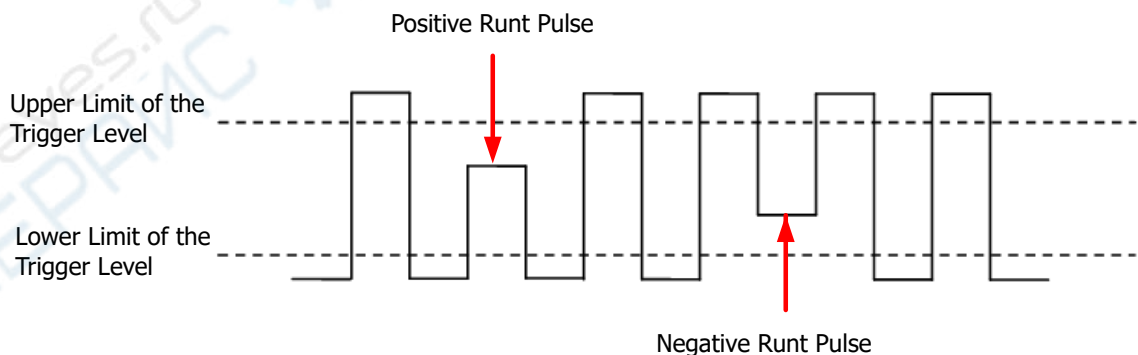 Positive Runt Pulse
Upper Limit of the
Trigger Level
Lower Limit of the
Trigger Level
Negative Runt Pulse